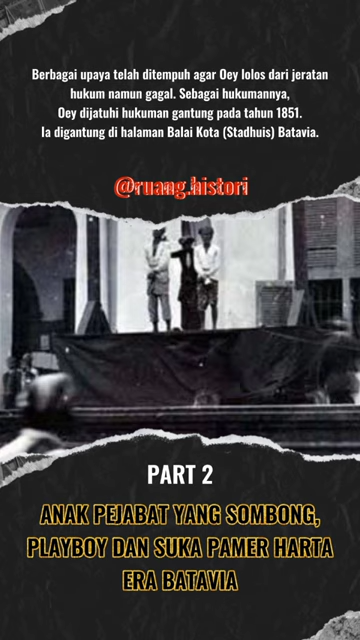 Berbagai upaya telah ditempuh agar Oey lolos dari jeratan
hukum namun gagal. Sebagai hukumannya,
Oey dijatuhi hukuman gantung pada tahun 1851.
Ia digantung di halaman Balai Kota (Stadhuis) Batavia.
@ruang.histori
PART 2
ANAK PEJABAT YANG SOMBONG,
PLAYBOY DAN SUKA PAMER HARTA
ERA BATAVIA